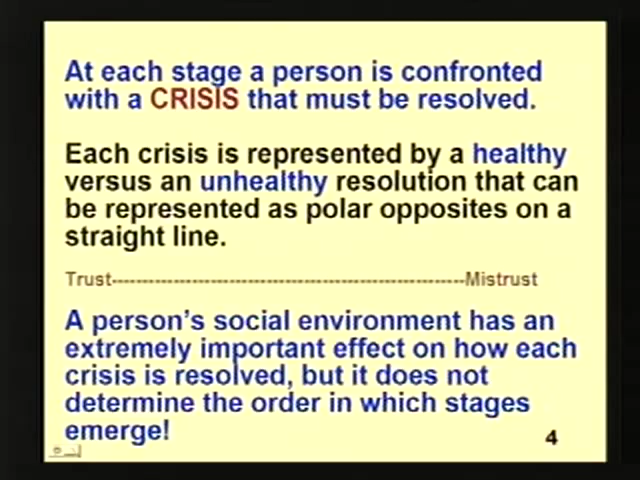 At each stage a person is confronted
with a CRISIS that must be resolved.
Each crisis is represented by a healthy
versus an unhealthy resolution that can
be represented as polar opposites on a
straight line.
Trust-----------------------------------------------------------Mistrust
A person's social environment has an
extremely important effect on how each
crisis is resolved, but it does not
determine the order in which stages
emerge!
4